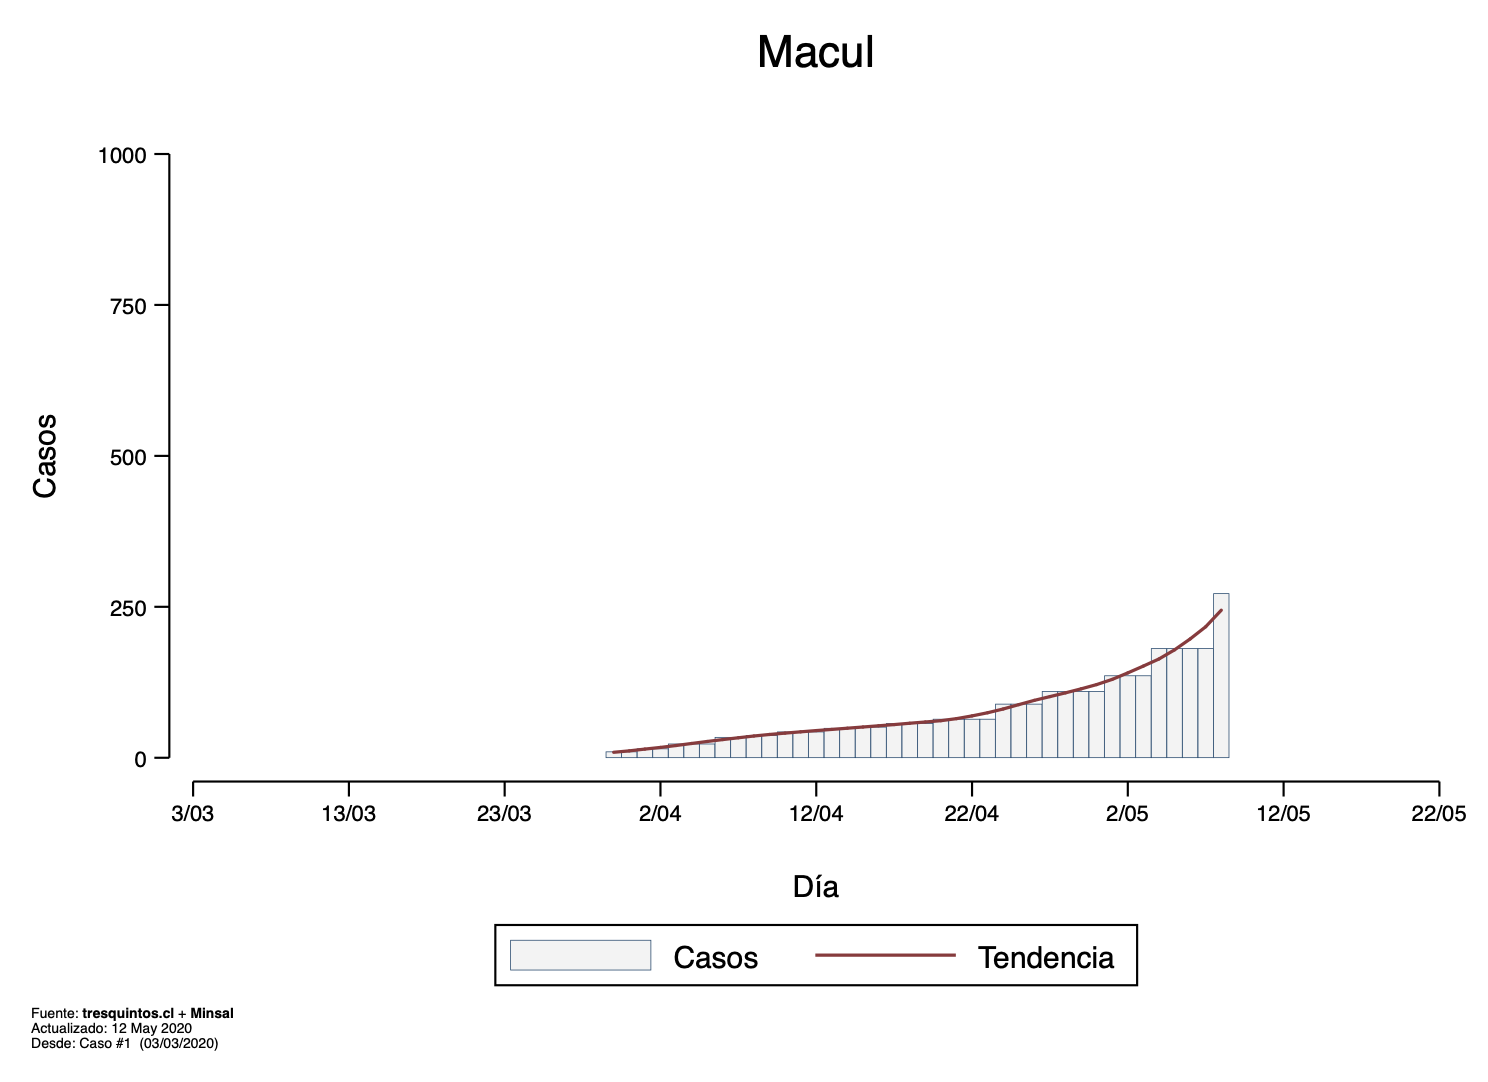 Macul
1000
750
500
250
0
Casos
3/03 13/03 23/03 2/04 12/04 22/04 2/05 12/05 22/05
Día
Casos Tendencia
Fuente: tresquintos.cl + Minsal
Actualizado: 12 May 2020
Desde: Caso #1 (03/03/2020)